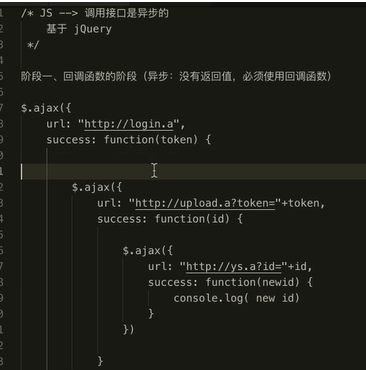 /* JS --> 调用接口是异步的
基于 jQuery
*/
阶段一、回调函数的阶段（异步：没有返回值，必须使用回调函数）
$.ajax({
url: "http://login.a",
success: function(token) {
$.ajax({
url: "http://upload.a?token="+token,
success: function(id) {
$.ajax({
url: "http://ys.a?id="+id,
success: function(newid) {
console.log( new id)
}
})
}